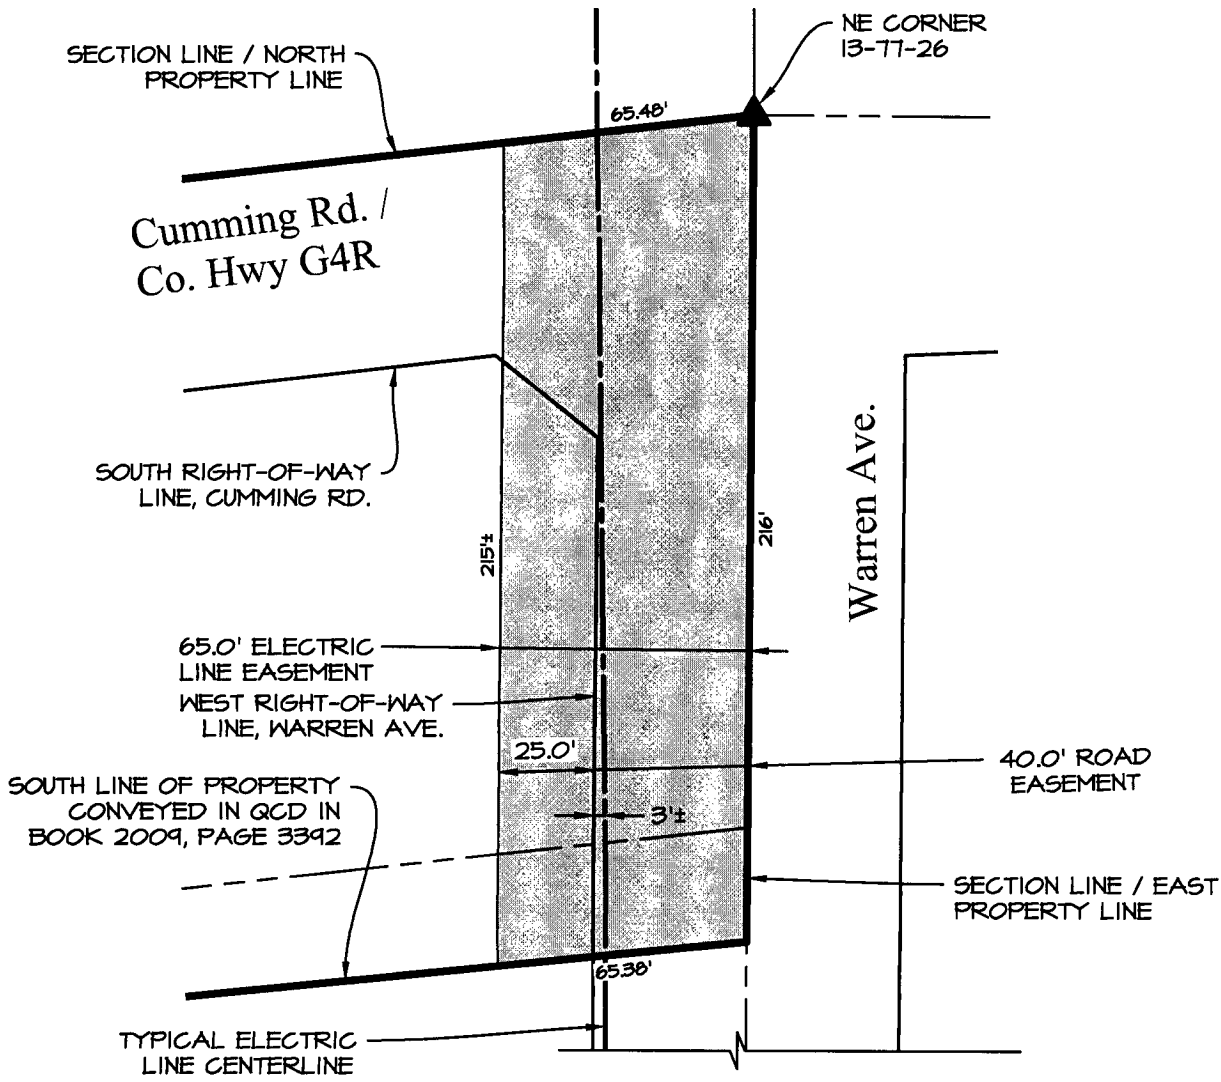 NE CORNER
13-77-26
SECTION LINE / NORTH
PROPERTY LINE
65.48'
Cumming Rd. /
Co. Hwy G4R
SOUTH RIGHT-OF-WAY
LINE, CUMMING RD.
215'±
216'
Warren Ave.
65.0' ELECTRIC
LINE EASEMENT
WEST RIGHT-OF-WAY
LINE, WARREN AVE.
25.0'
40.0' ROAD
EASEMENT
SOUTH LINE OF PROPERTY
CONVEYED IN QCD IN
BOOK 2009, PAGE 3392
3'±
SECTION LINE / EAST
PROPERTY LINE
65.38'
TYPICAL ELECTRIC
LINE CENTERLINE